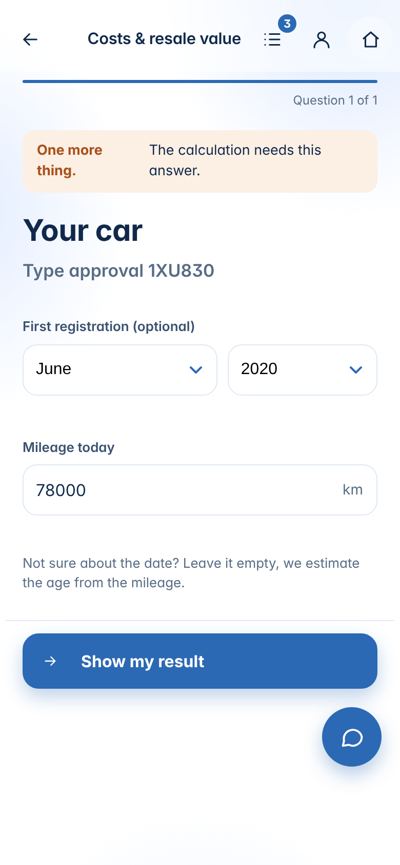 Costs & resale value
3
Question 1 of 1
One more thing.
The calculation needs this answer.
Your car
Type approval 1XU830
First registration (optional)
June
2020
Mileage today
78000
km
Not sure about the date? Leave it empty, we estimate
the age from the mileage.
Show my result